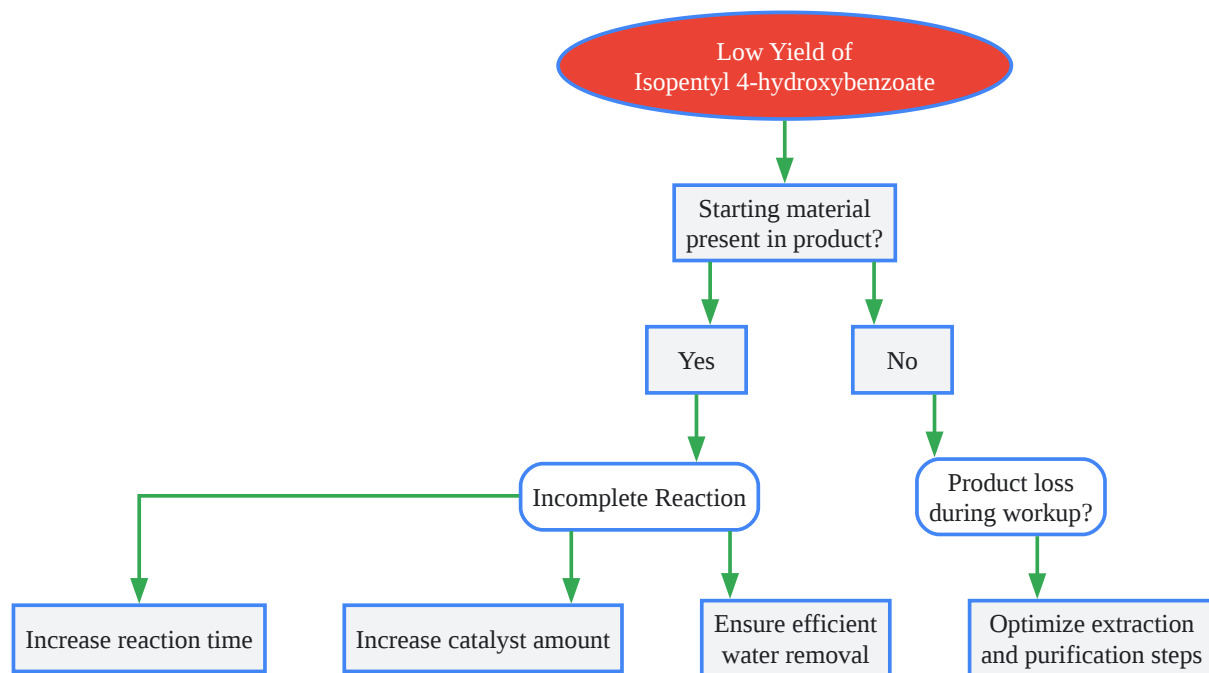 Low Yield of
Isopentyl 4-hydroxybenzoate
Starting material
present in product?
Yes
No
Incomplete Reaction
Product loss
during workup?
Increase reaction time
Increase catalyst amount
Ensure efficient
water removal
Optimize extraction
and purification steps